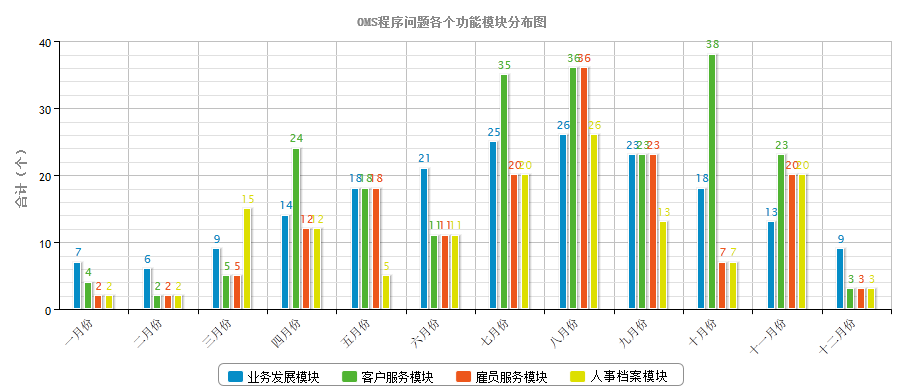 OMS程序问题各个功能模块分布图
合计（个）
40
30
20
10
0
7 4 2 2
6 2 2 2
9 5 5 15
14 24 12 12
18 18 18 5
21 11 11 11
25 35 20 20
26 36 36 26
23 23 23 13
18 38 7 7
13 23 20 20
9 3 3 3
一月份 二月份 三月份 四月份 五月份 六月份 七月份 八月份 九月份 十月份 十一月份 十二月份
业务发展模块 客户服务模块 雇员服务模块 人事档案模块